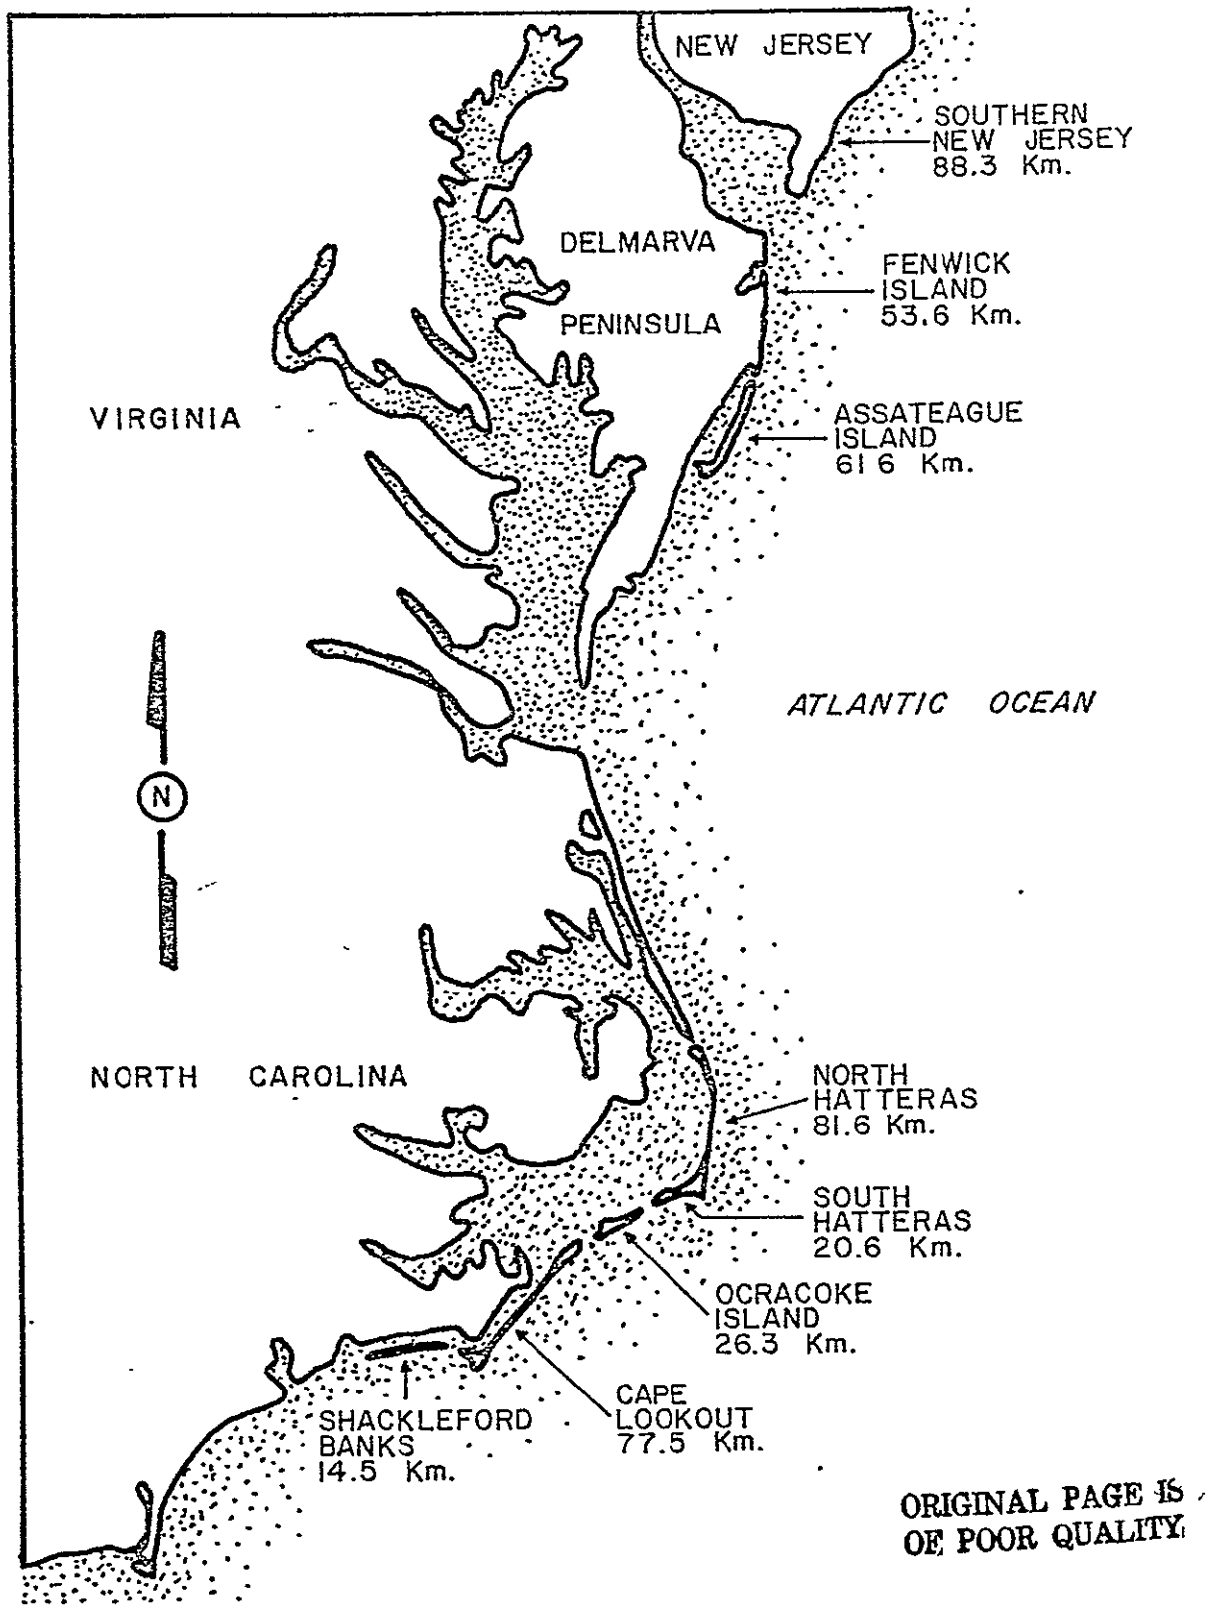 NEW JERSEY
SOUTHERN
NEW JERSEY
88.3 Km.
DELMARVA
PENINSULA
FENWICK
ISLAND
53.6 Km.
VIRGINIA
ASSATEAGUE
ISLAND
61 6 Km.
ATLANTIC OCEAN
N
NORTH CAROLINA
NORTH
HATTERAS
81.6 Km.
SOUTH
HATTERAS
20.6 Km.
OCRACOKE
ISLAND
26.3 Km.
CAPE
LOOKOUT
77.5 Km.
SHACKLEFORD
BANKS
14.5 Km.
ORIGINAL PAGE IS
OF POOR QUALITY